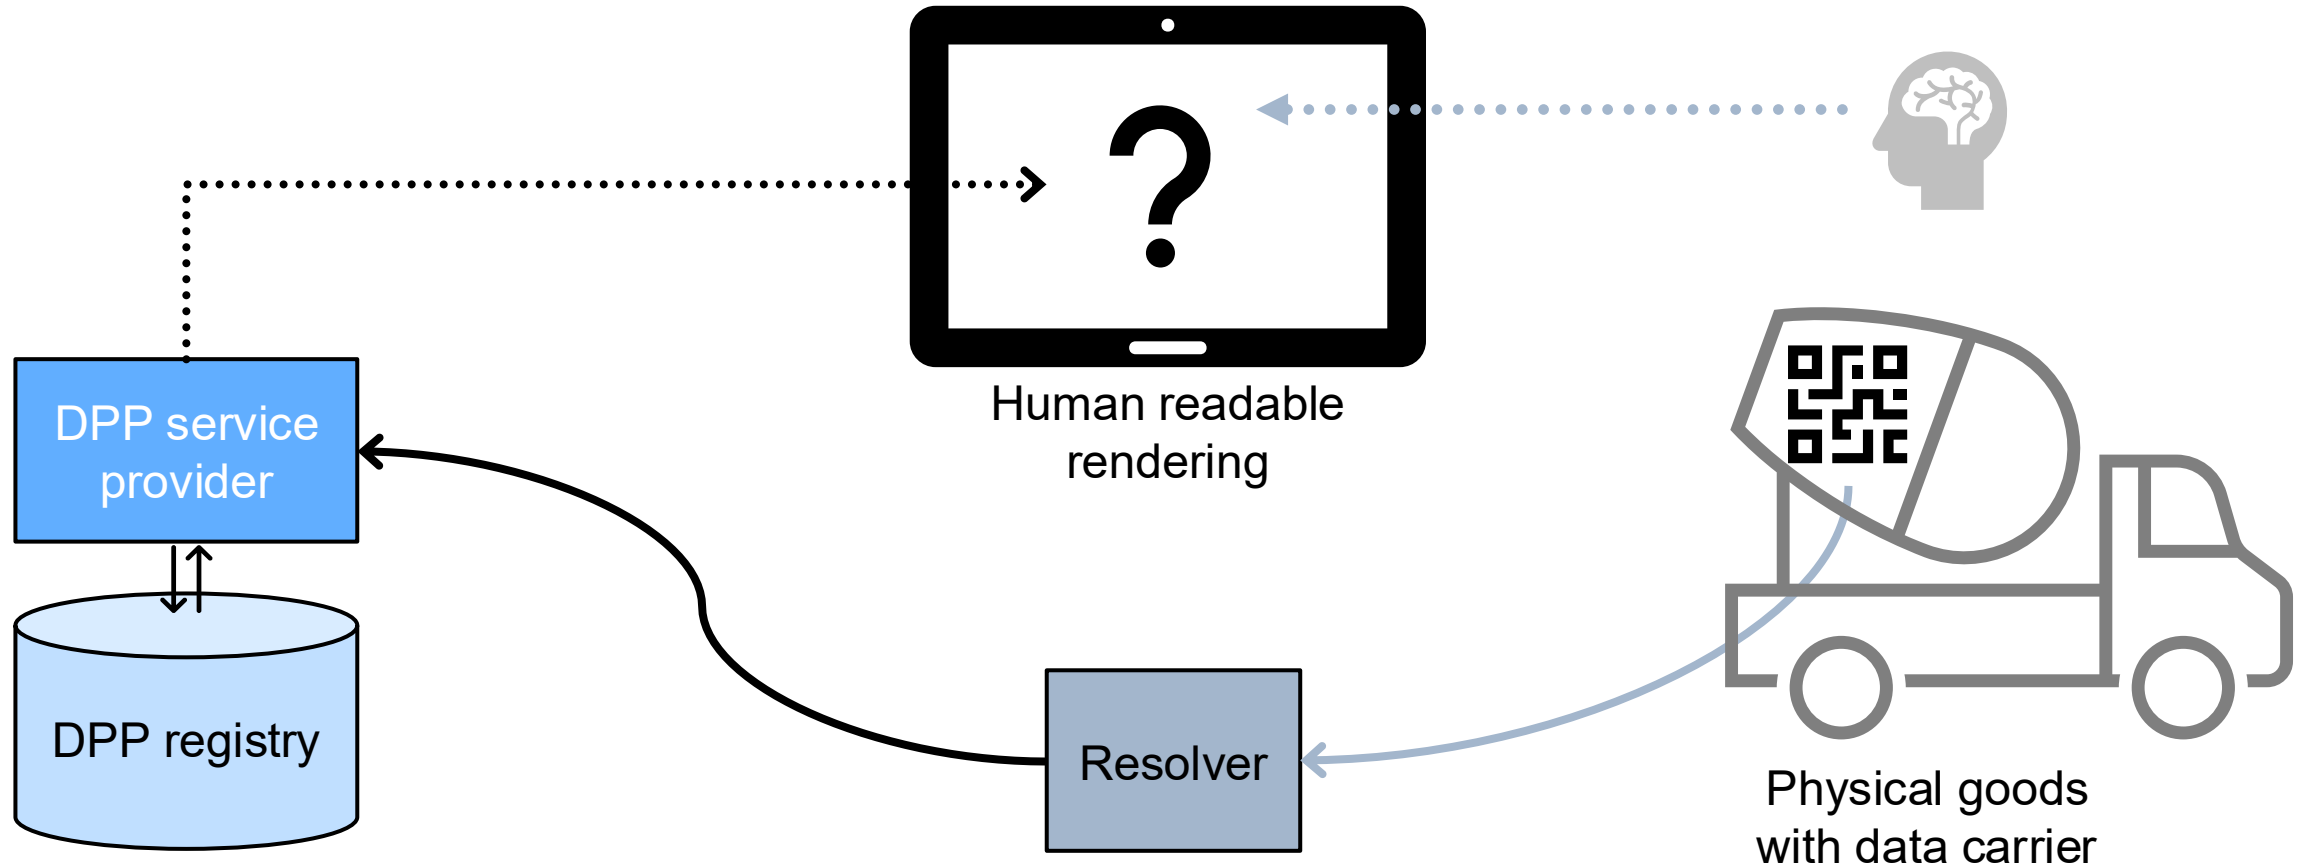 Human readable
rendering
DPP service
provider
DPP registry
Resolver
Physical goods
with data carrier